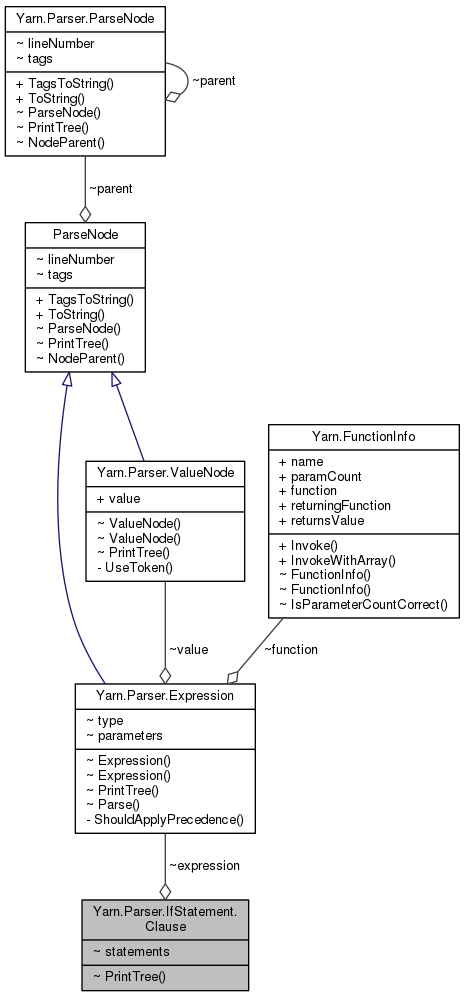 Yarn.Parser.ParseNode
~ lineNumber
~ tags
+ TagsToString()
+ ToString()
~ ParseNode()
~ PrintTree()
~ NodeParent()
~parent
~parent
ParseNode
~ lineNumber
~ tags
+ TagsToString()
+ ToString()
~ ParseNode()
~ PrintTree()
~ NodeParent()
Yarn.Parser.ValueNode
+ value
~ ValueNode()
~ ValueNode()
~ PrintTree()
- UseToken()
Yarn.FunctionInfo
+ name
+ paramCount
+ function
+ returningFunction
+ returnsValue
+ Invoke()
+ InvokeWithArray()
~ FunctionInfo()
~ FunctionInfo()
~ IsParameterCountCorrect()
~value
~function
Yarn.Parser.Expression
~ type
~ parameters
~ Expression()
~ Expression()
~ PrintTree()
~ Parse()
- ShouldApplyPrecedence()
~expression
Yarn.Parser.IfStatement.
Clause
~ statements
~ PrintTree()